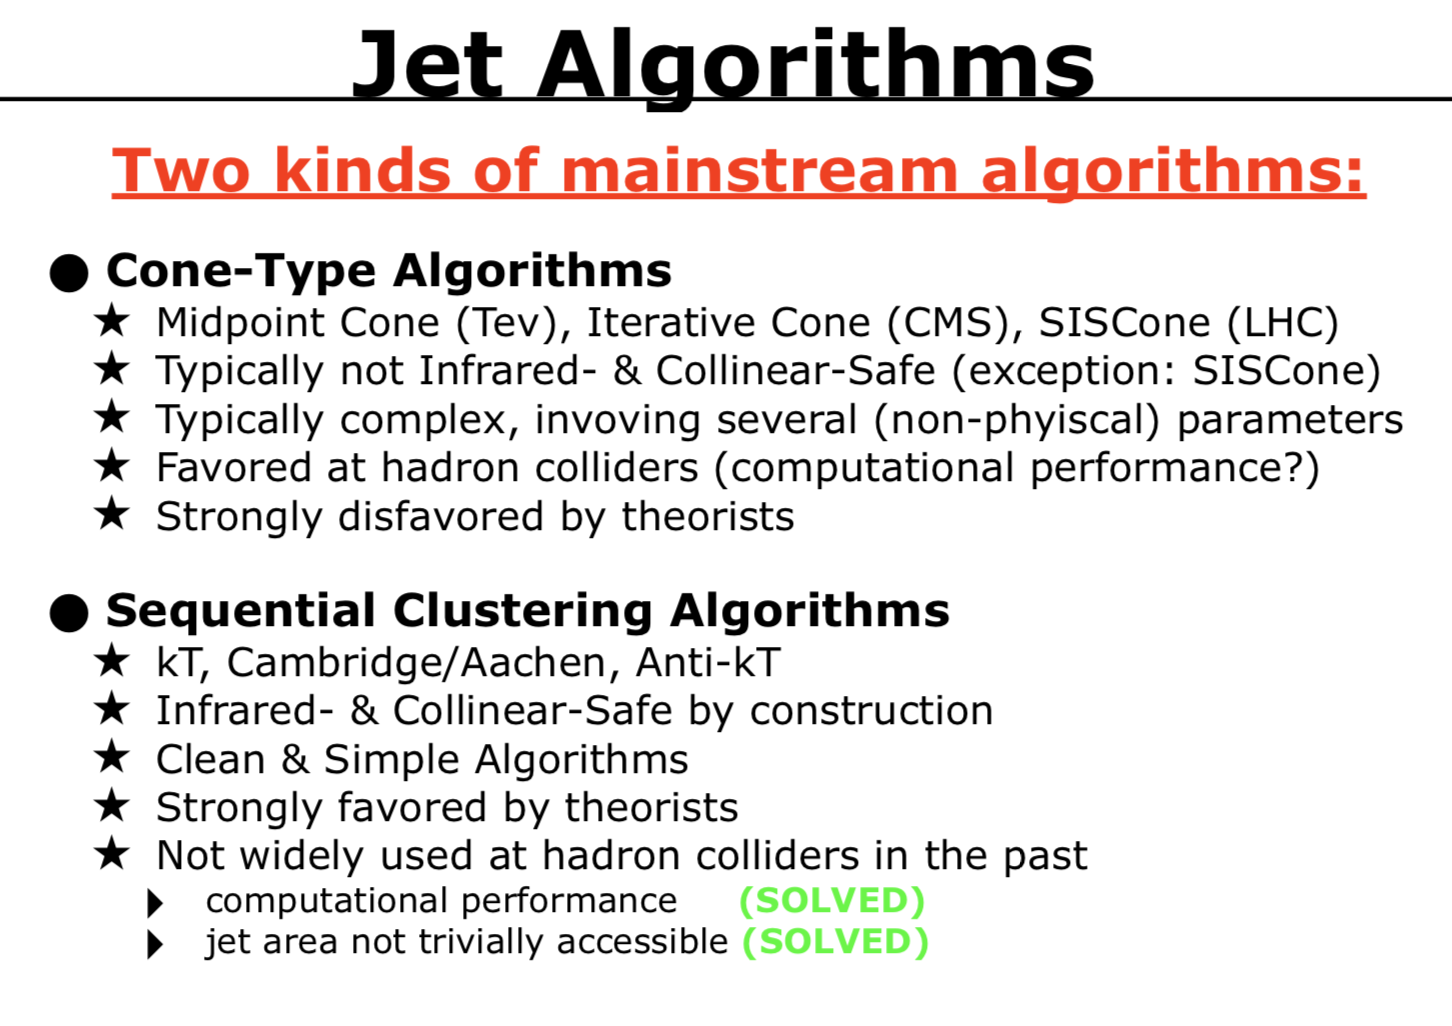 Jet Algorithms
Two kinds of mainstream algorithms:
● Cone-Type Algorithms
★ Midpoint Cone (Tev), Iterative Cone (CMS), SISCone (LHC)
★ Typically not Infrared- & Collinear-Safe (exception: SISCone)
★ Typically complex, invoving several (non-phyiscal) parameters
★ Favored at hadron colliders (computational performance?)
★ Strongly disfavored by theorists
● Sequential Clustering Algorithms
★ kT, Cambridge/Aachen, Anti-kT
★ Infrared- & Collinear-Safe by construction
★ Clean & Simple Algorithms
★ Strongly favored by theorists
★ Not widely used at hadron colliders in the past
computational performance (SOLVED)
jet area not trivially accessible (SOLVED)